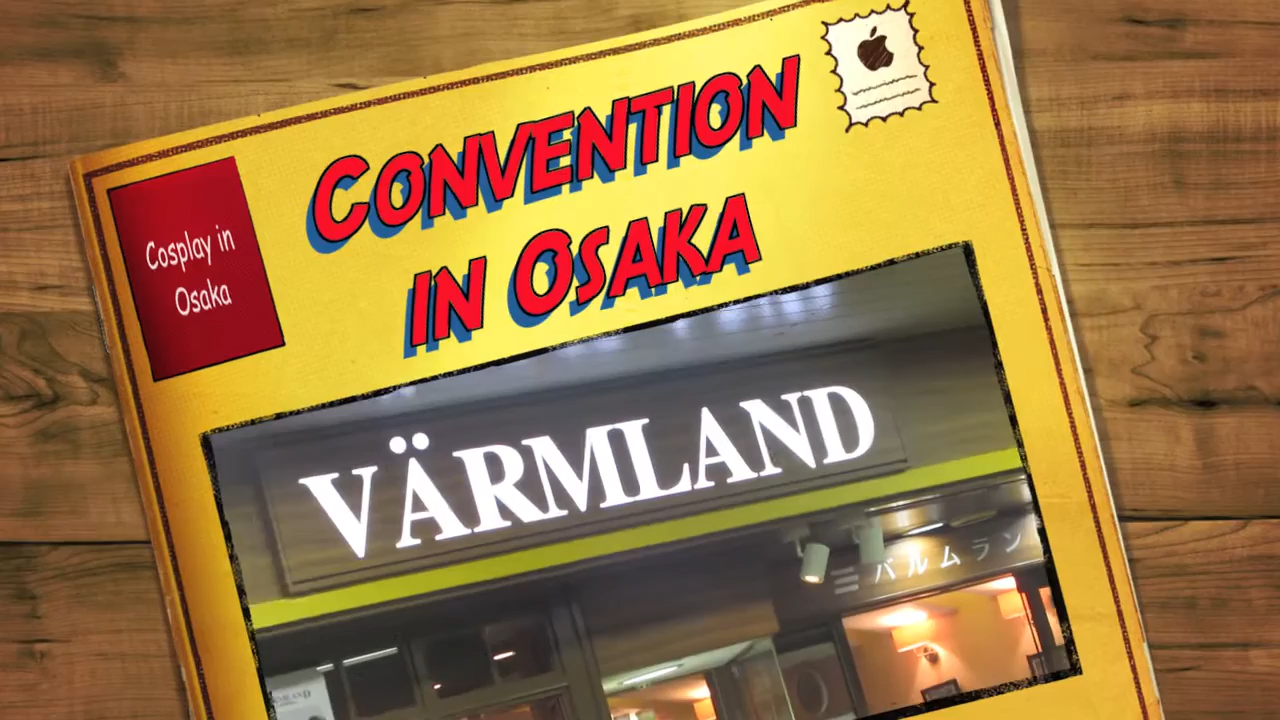 Cosplay in
Osaka
CONVENTION
IN OSAKA
VÄRMLAND
バルムラン